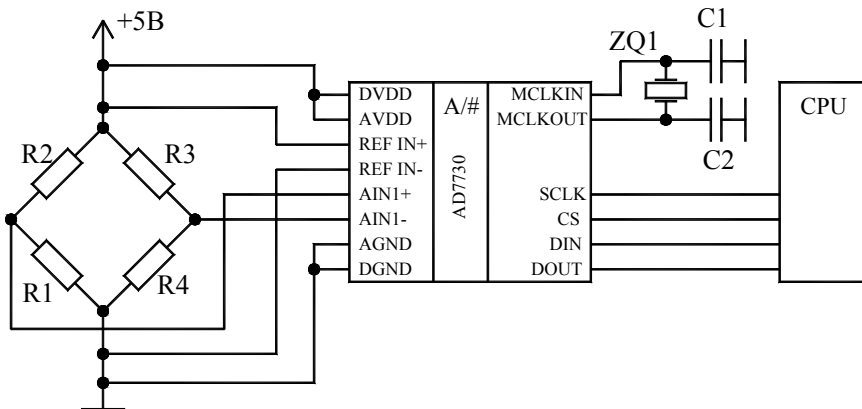 +5В
C1
ZQ1
DVDD
A/#
MCLKIN
CPU
AVDD
MCLKOUT
R2
R3
REF IN+
C2
REF IN-
AD7730
AIN1+
SCLK
AIN1-
CS
AGND
DIN
R1
R4
DGND
DOUT